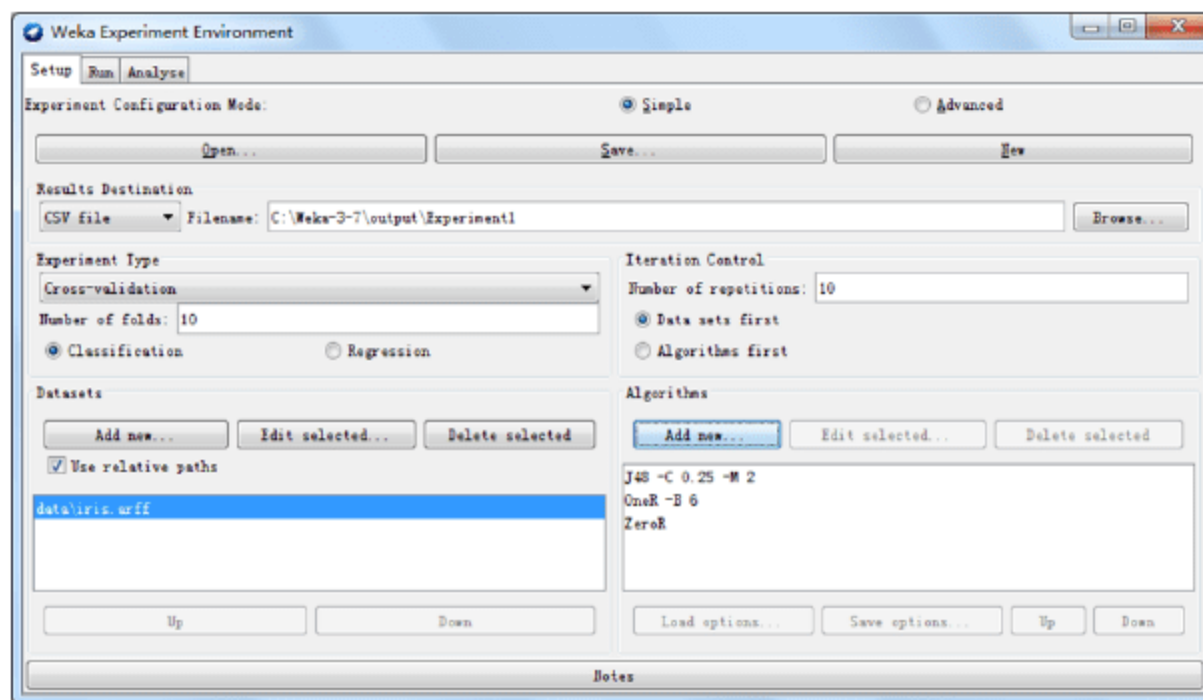 Weka Experiment Environment
Setup Run Analyse
Experiment Configuration Mode: Simple Advanced
Open... Save... New
Results Destination
CSV file Filename: C:\Weka-3-7\output\Experiment1 Browse...
Experiment Type Iteration Control
Cross-validation Number of repetitions: 10
Number of folds: 10 Data sets first
Classification Regression Algorithms first
Datasets Algorithms
Add new... Edit selected... Delete selected Add new... Edit selected... Delete selected
Use relative paths
J48 -C 0.25 -M 2
data\iris.arff OneR -B 6
ZeroR
Up Down Load options... Save options... Up Down
Notes